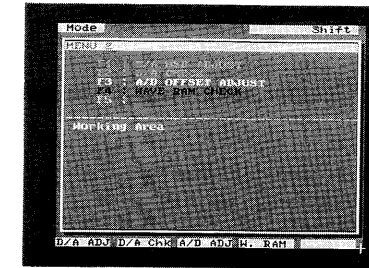 Mode Shift
MENU 2
F3 : A/D OFFSET ADJUST
F4 : WAVE RAM CHECK
F5 :
Working Area
D/A ADJ D/A Chk A/D ADJ W. RAM